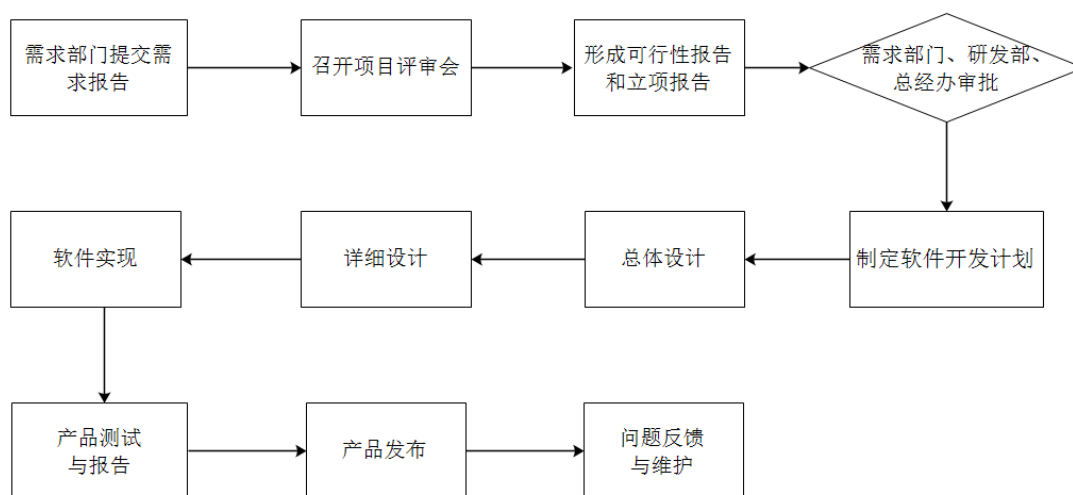 需求部门提交需
求报告
召开项目评审会
形成可行性报告
和立项报告
需求部门、研发部、
总经办审批
制定软件开发计划
总体设计
详细设计
软件实现
产品测试
与报告
产品发布
问题反馈
与维护